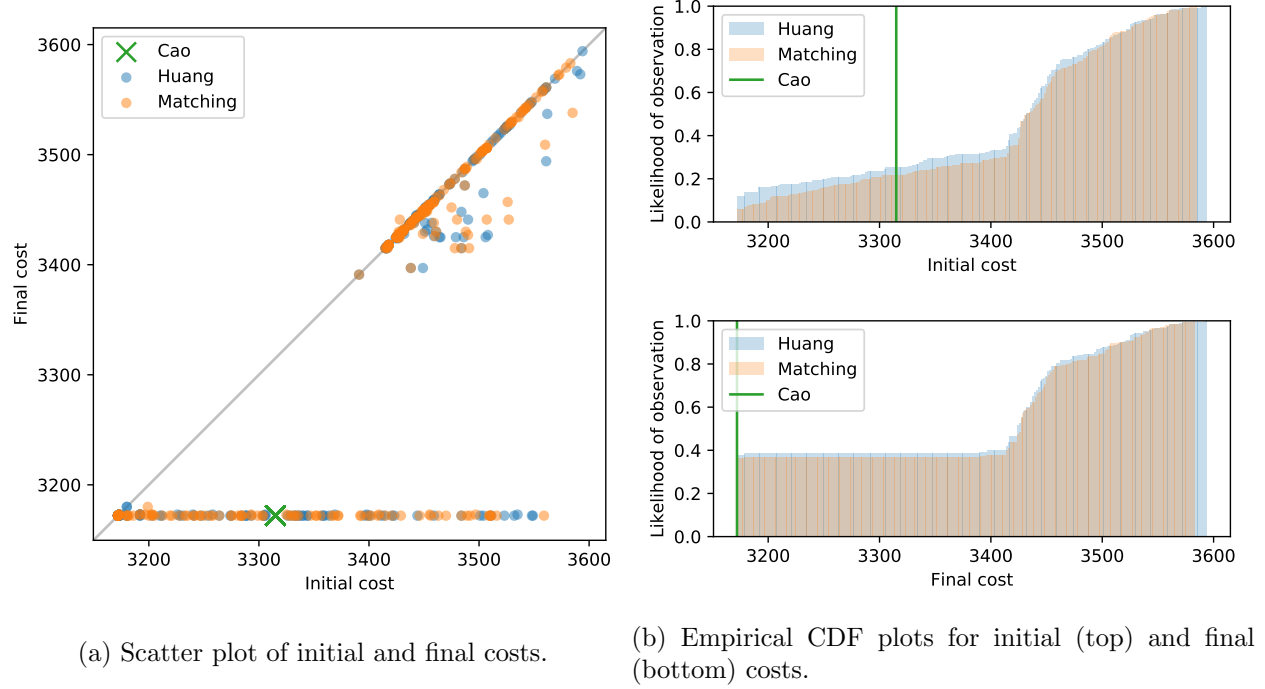 3600
3500
3400
3300
3200
Final cost
Cao
Huang
Matching
3200
3300
3400
3500
3600
Initial cost
(a) Scatter plot of initial and final costs.
1.0
0.8
0.6
0.4
0.2
0.0
Likelihood of observation
Huang
Matching
Cao
3200
3300
3400
3500
3600
Initial cost
1.0
0.8
0.6
0.4
0.2
0.0
Likelihood of observation
Huang
Matching
Cao
3200
3300
3400
3500
3600
Final cost
(b) Empirical CDF plots for initial (top) and final
(bottom) costs.